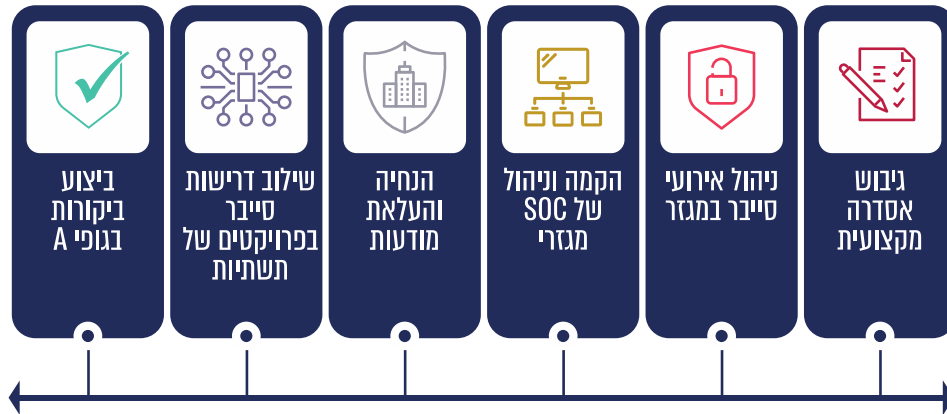 גיבוש
אסדרה
מקצועית
ניהול אירועי
סייבר במגזר
הקמה וניהול
של SOC
מגזרי
הנחיה
והעלאת
מודעות
שילוב דרישות
סייבר
בפרויקטים של
תשתיות
ביצוע
ביקורות
בגופי A